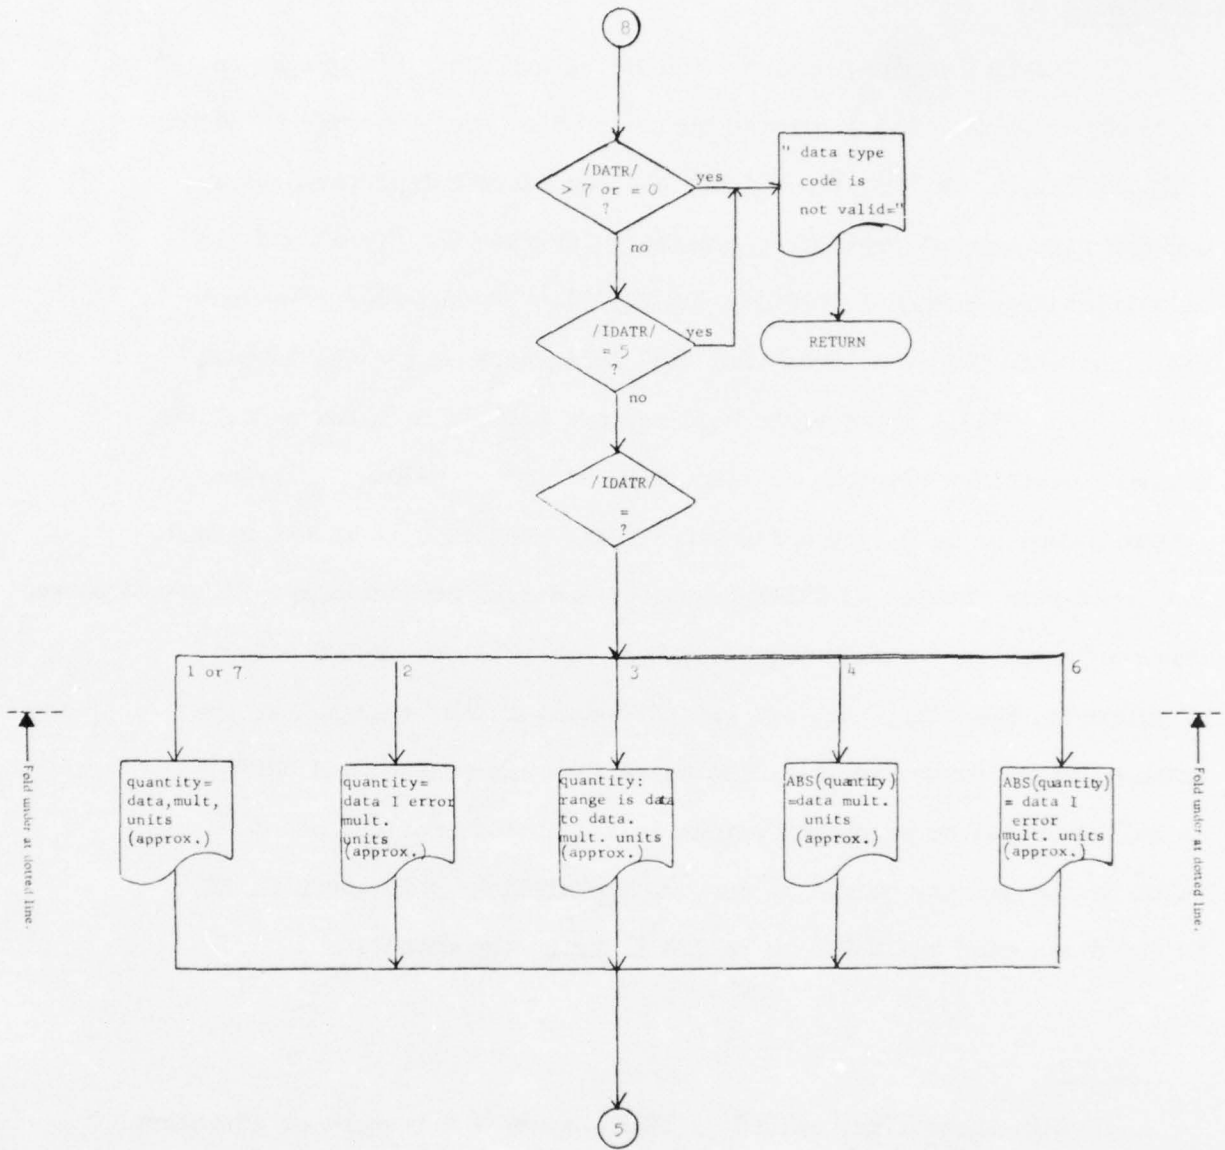 8
/DATR/
> 7 or = 0
?
yes
" data type
code is
not valid="
no
/IDATR/
= 5
?
yes
RETURN
no
/IDATR/
=
?
1 or 7
2
3
4
6
Fold under at dotted line.
Fold under at dotted line.
quantity=
data,mult,
units
(approx.)
quantity=
data I error
mult.
units
(approx.)
quantity:
range is data
to data.
mult. units
(approx.)
ABS(quantity)
=data mult.
units
(approx.)
ABS(quantity)
= data I
error
mult. units
(approx.)
5